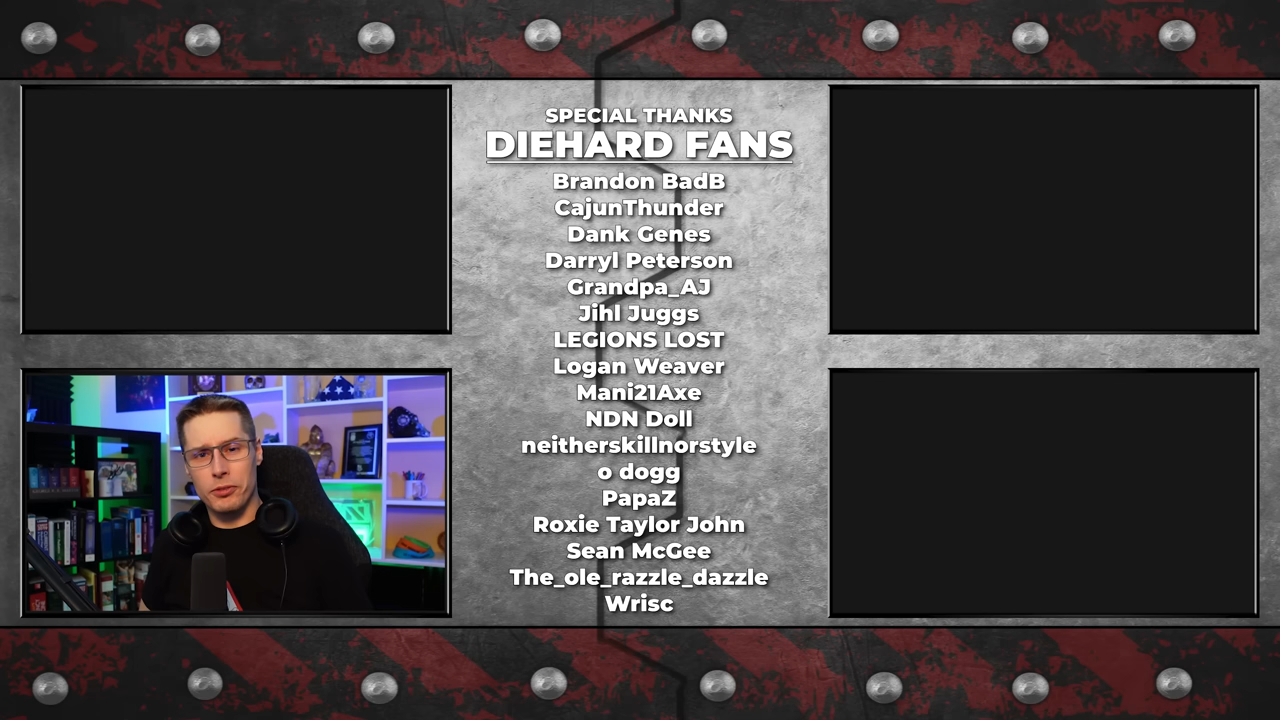 SPECIAL THANKS
DIEHARD FANS
Brandon BadB
CajunThunder
Dank Genes
Darryl Peterson
Grandpa_AJ
Jihl Juggs
LEGIONS LOST
Logan Weaver
Mani21Axe
NDN Doll
neitherskillnorstyle
o dogg
PapaZ
Roxie Taylor John
Sean McGee
The_ole_razzle_dazzle
Wrisc